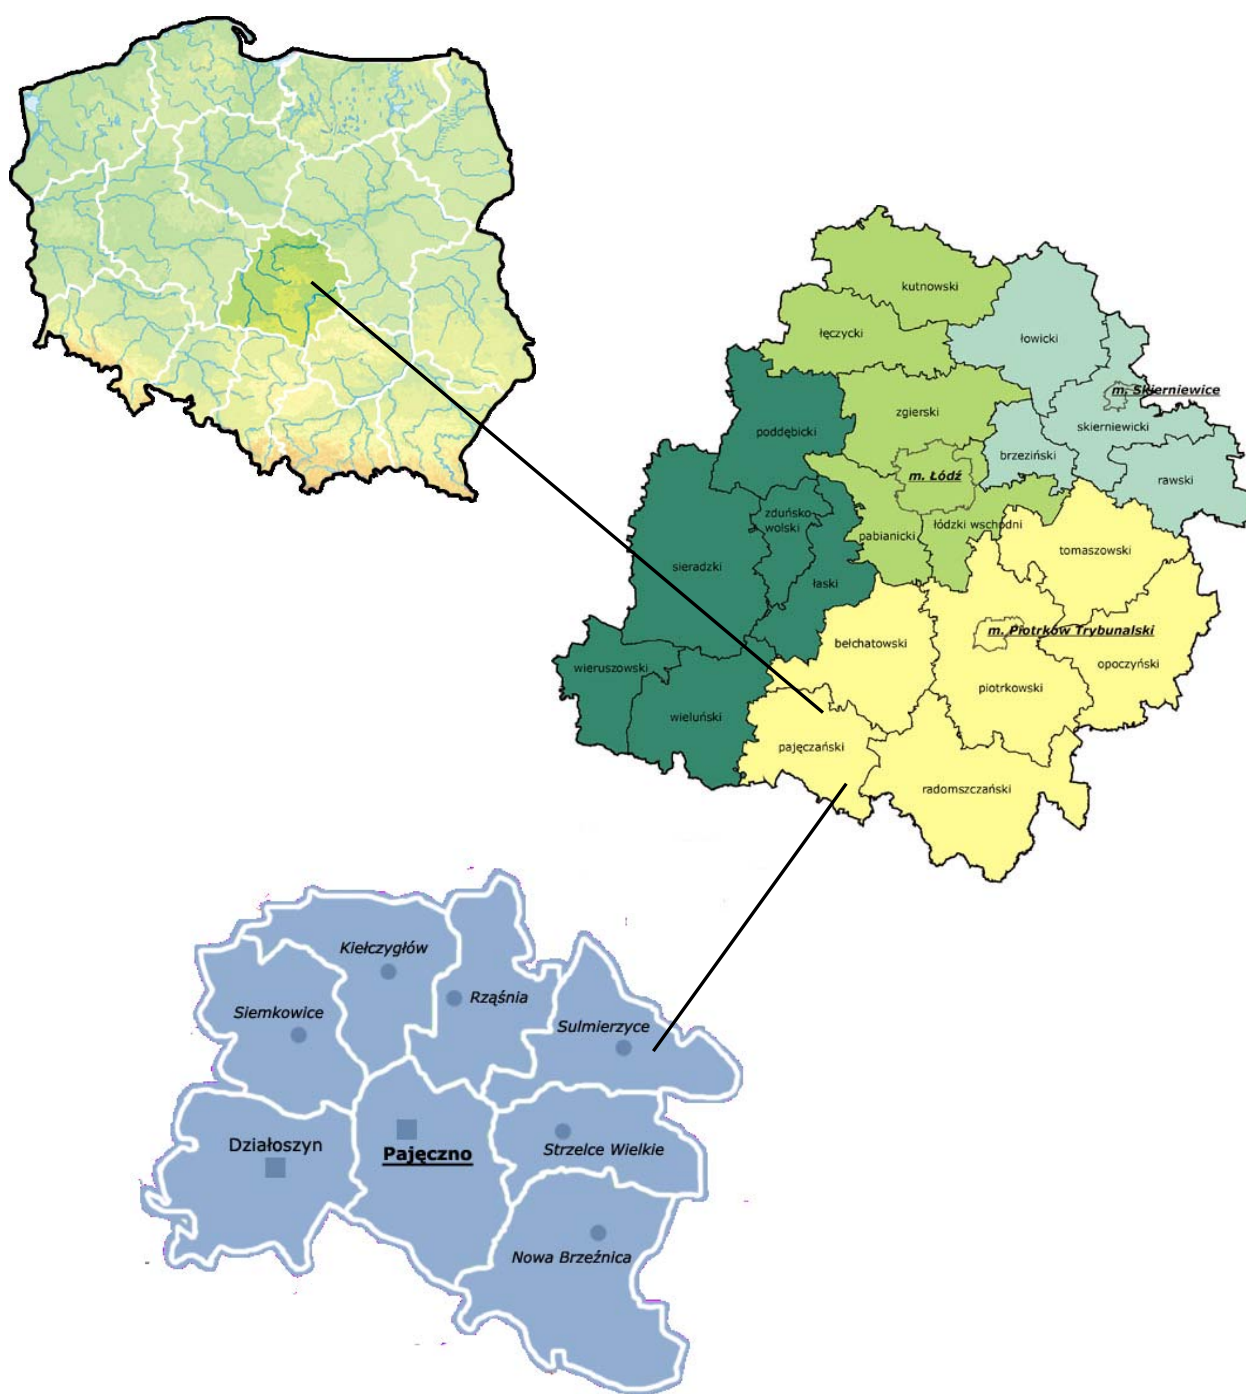 kutnowski
łęczycki
łowicki
m. Skierniewice
zgierski
poddębicki
skierniewicki
brzeziński
m. Łódź
rawski
zduńsko
wolski
pabianicki
łódzki wschodni
tomaszowski
sieradzki
łaski
m. Piotrków Trybunalski
bełchatowski
wieruszowski
opoczyński
piotrkowski
wieluński
pajęczański
radomszczański
Kiełczygłów
Rząśnia
Siemkowice
Sulmierzyce
Działoszyn
Pajęczno
Strzelce Wielkie
Nowa Brzeźnica